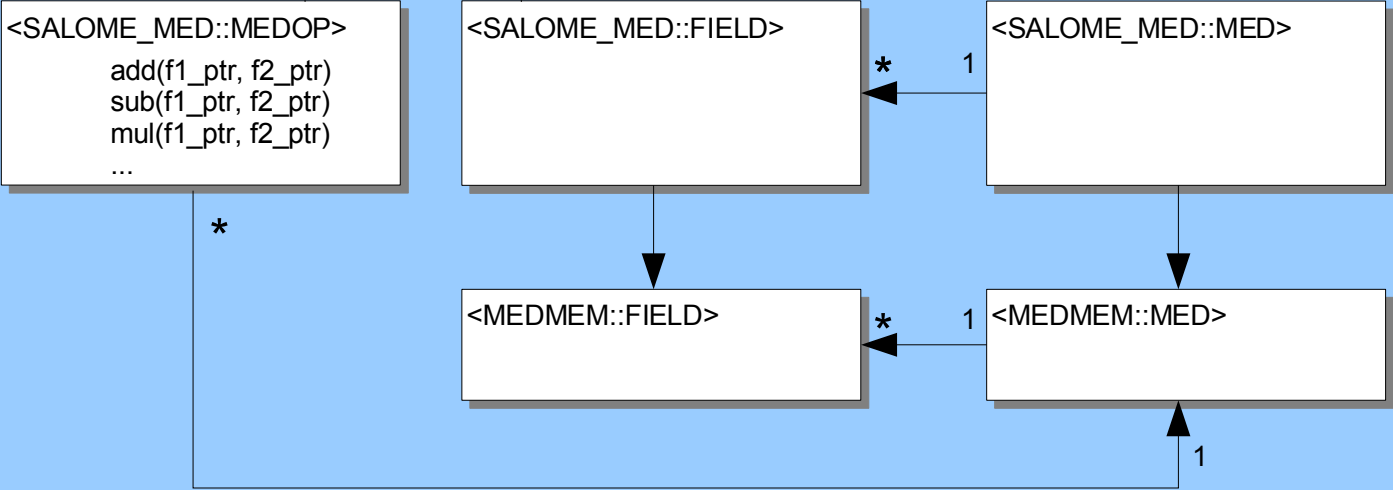 <SALOME_MED::MEDOP>
add(f1_ptr, f2_ptr)
sub(f1_ptr, f2_ptr)
mul(f1_ptr, f2_ptr)
...
<SALOME_MED::FIELD>
* 1
<SALOME_MED::MED>
*
<MEDMEM::FIELD>
* 1
<MEDMEM::MED>
1